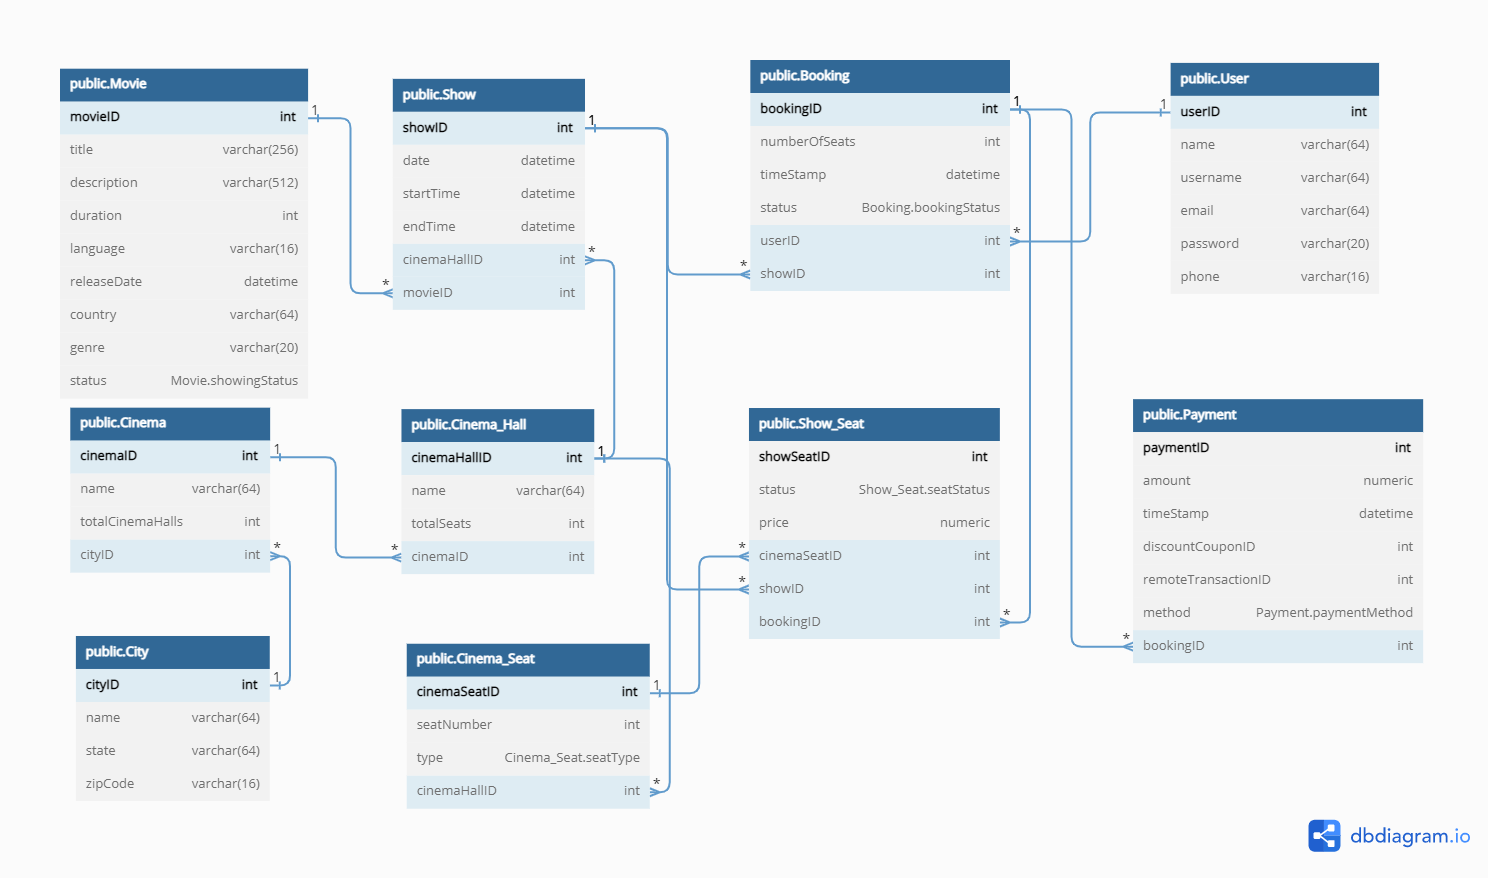 public.Movie
movieID int
title varchar(256)
description varchar(512)
duration int
language varchar(16)
releaseDate datetime
country varchar(64)
genre varchar(20)
status Movie.showingStatus
1
*
public.Show
showID int
date datetime
startTime datetime
endTime datetime
cinemaHallID int
movieID int
1
*
public.Booking
bookingID int
numberOfSeats int
timeStamp datetime
status Booking.bookingStatus
userID int
showID int
1
*
*
public.User
userID int
name varchar(64)
username varchar(64)
email varchar(64)
password varchar(20)
phone varchar(16)
1
public.Cinema
cinemaID int
name varchar(64)
totalCinemaHalls int
cityID int
1
*
public.Cinema_Hall
cinemaHallID int
name varchar(64)
totalSeats int
cinemaID int
1
*
public.Show_Seat
showSeatID int
status Show_Seat.seatStatus
price numeric
cinemaSeatID int
showID int
bookingID int
*
*
*
public.Payment
paymentID int
amount numeric
timeStamp datetime
discountCouponID int
remoteTransactionID int
method Payment.paymentMethod
bookingID int
*
public.City
cityID int
name varchar(64)
state varchar(64)
zipCode varchar(16)
1
public.Cinema_Seat
cinemaSeatID int
seatNumber int
type Cinema_Seat.seatType
cinemaHallID int
1
*
dbdiagram.io